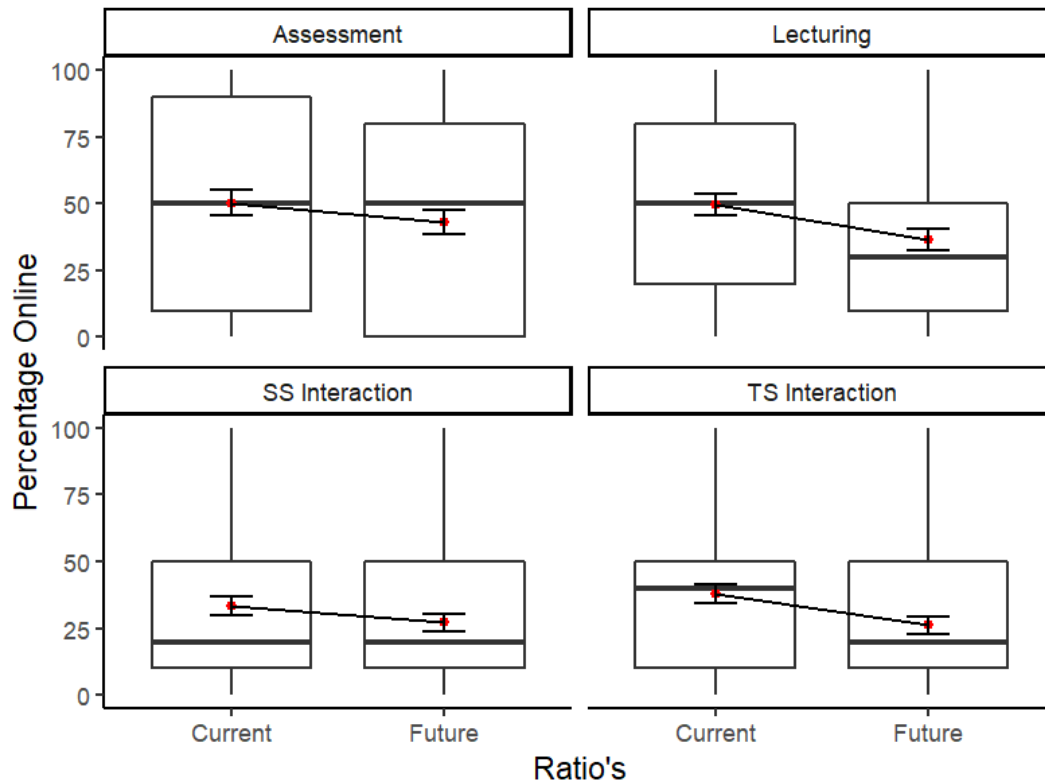 Assessment
Lecturing
100
75
50
25
0
SS Interaction
TS Interaction
100
75
50
25
0
Percentage Online
Current
Future
Current
Future
Ratio's